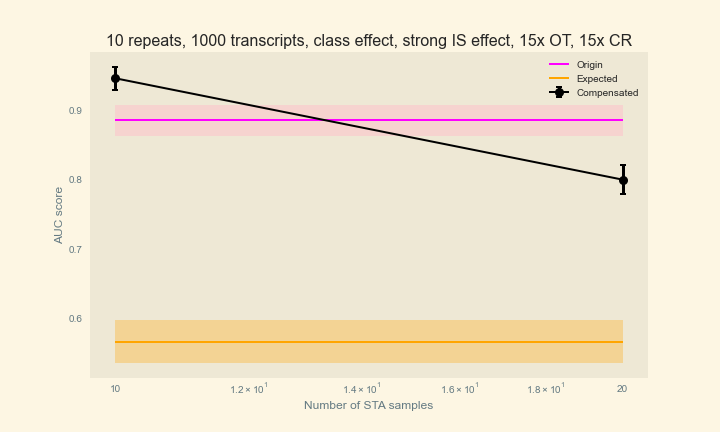 10 repeats, 1000 transcripts, class effect, strong IS effect, 15x OT, 15x CR
Origin
Expected
Compensated
AUC score
0.9
0.8
0.7
0.6
10 1.2 × 10¹ 1.4 × 10¹ 1.6 × 10¹ 1.8 × 10¹ 20
Number of STA samples